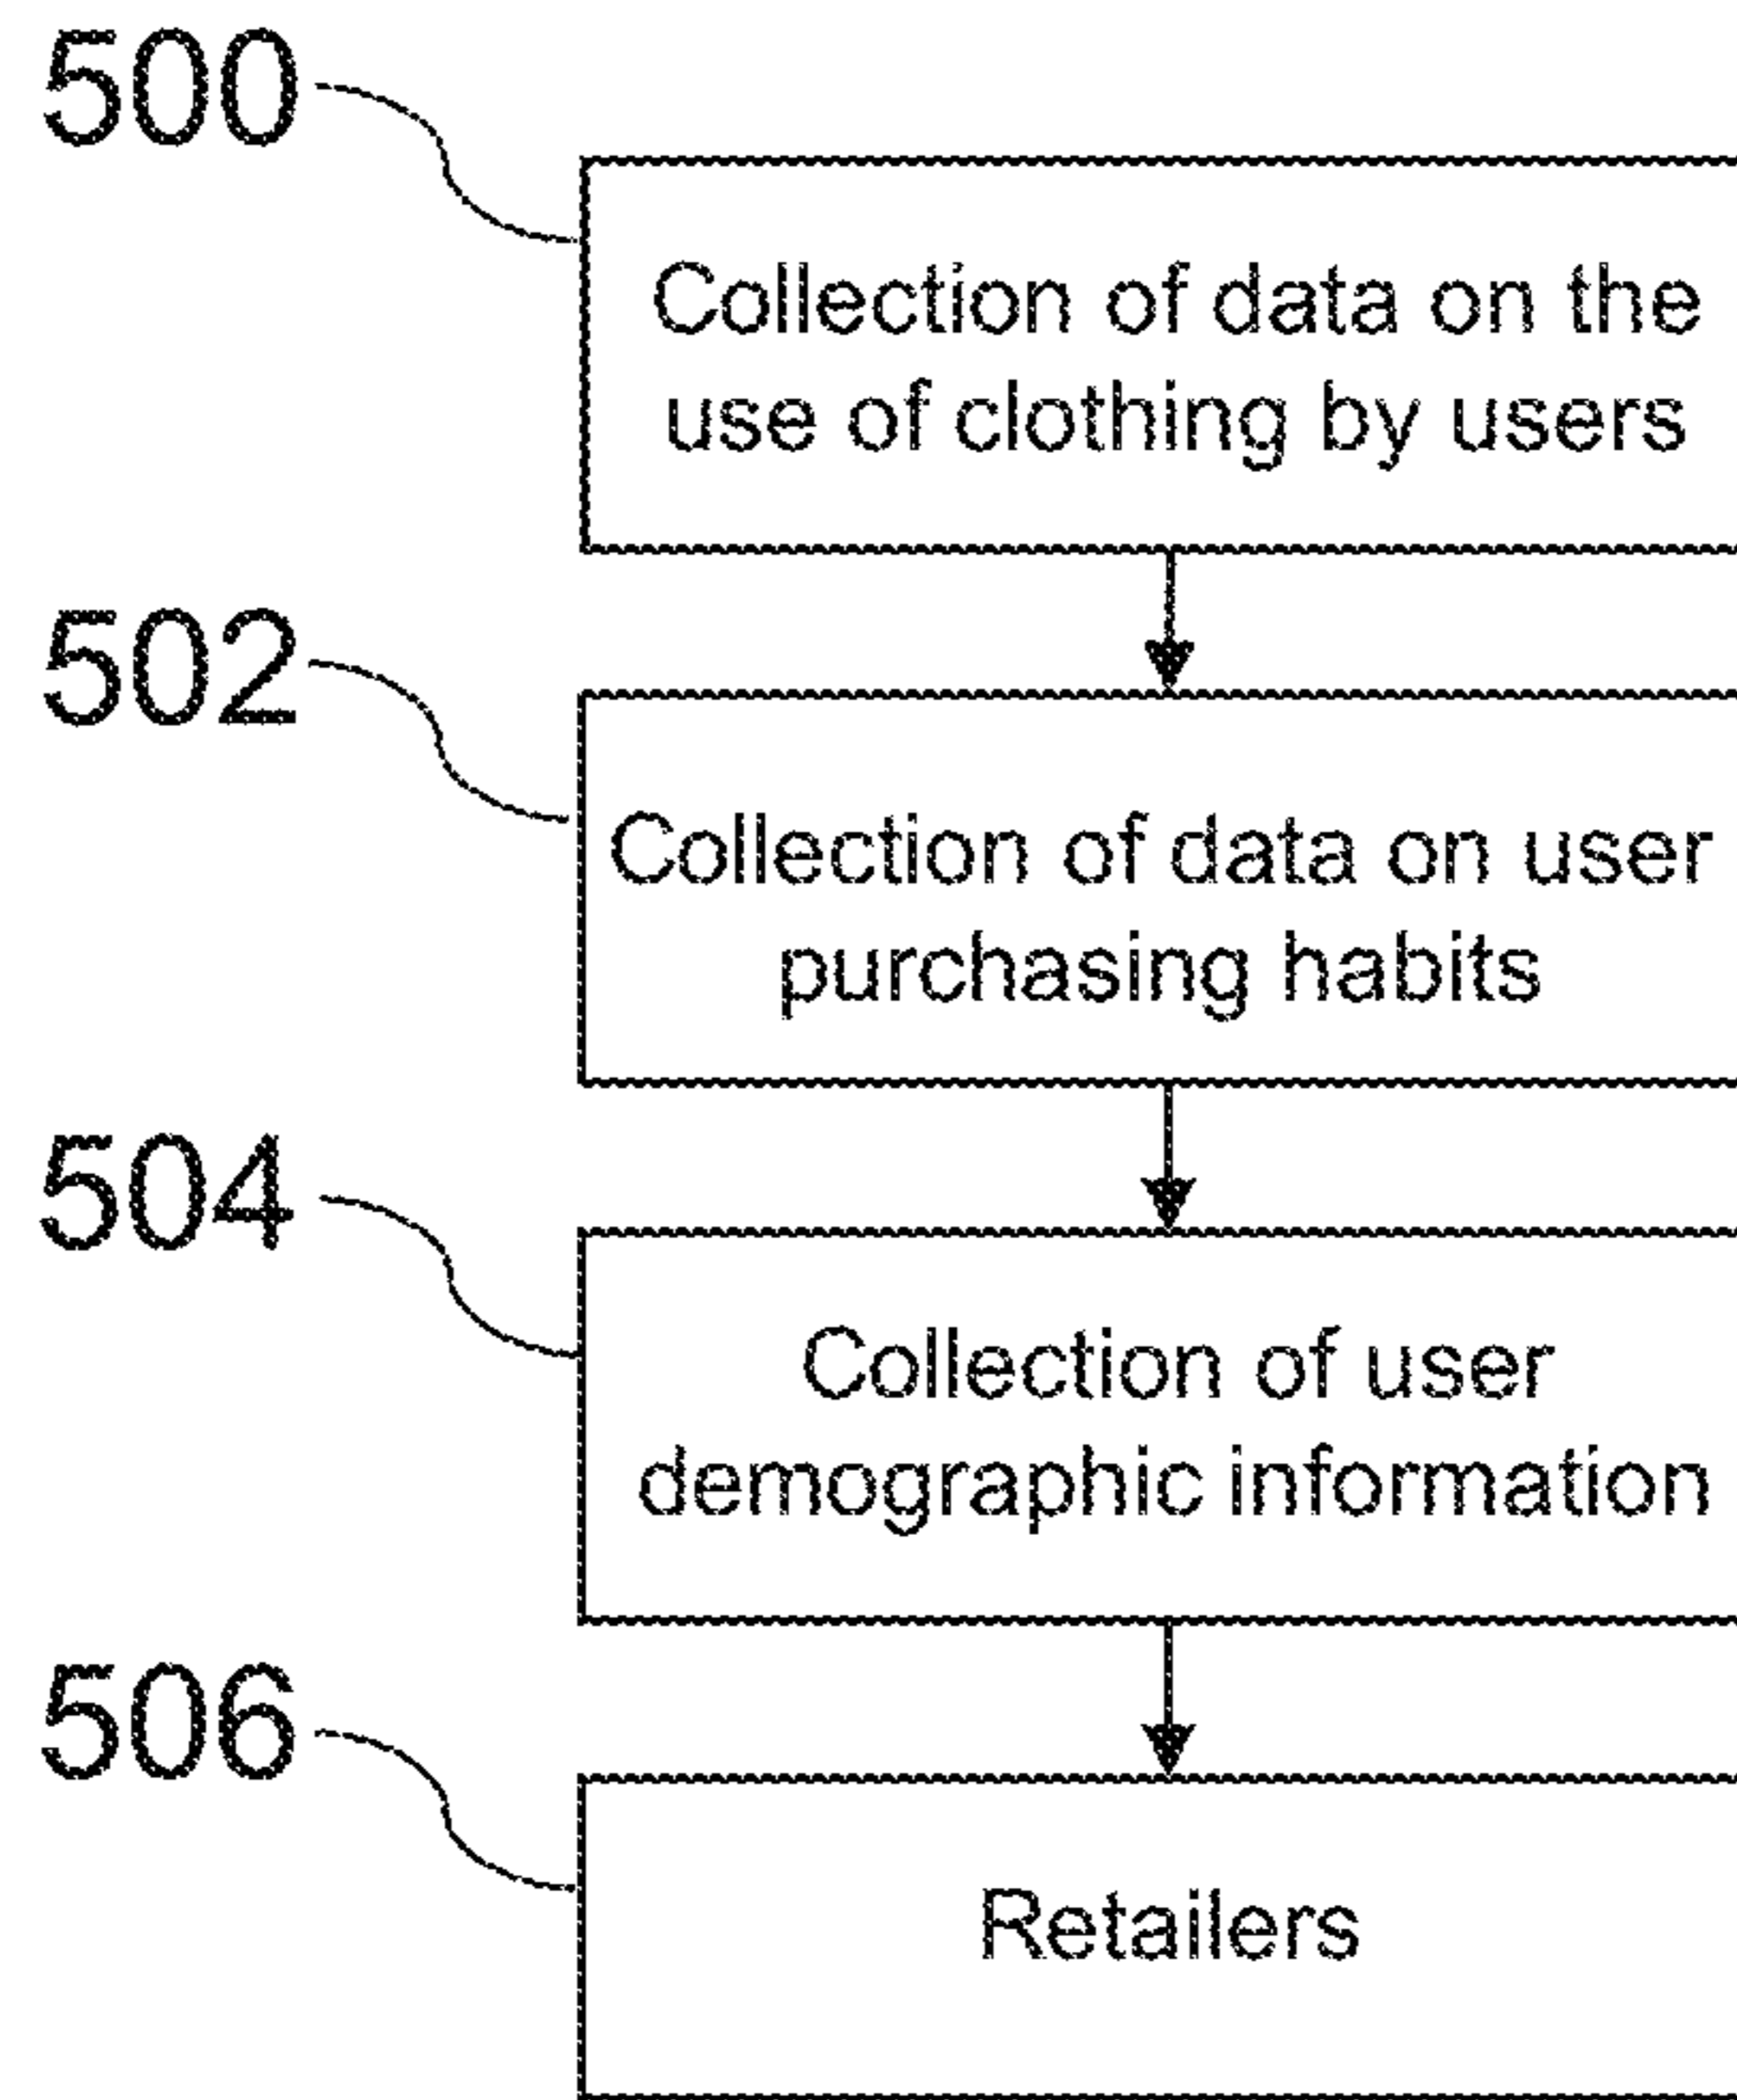 500
Collection of data on the
use of clothing by users
502
Collection of data on user
purchasing habits
504
Collection of user
demographic information
506
Retailers